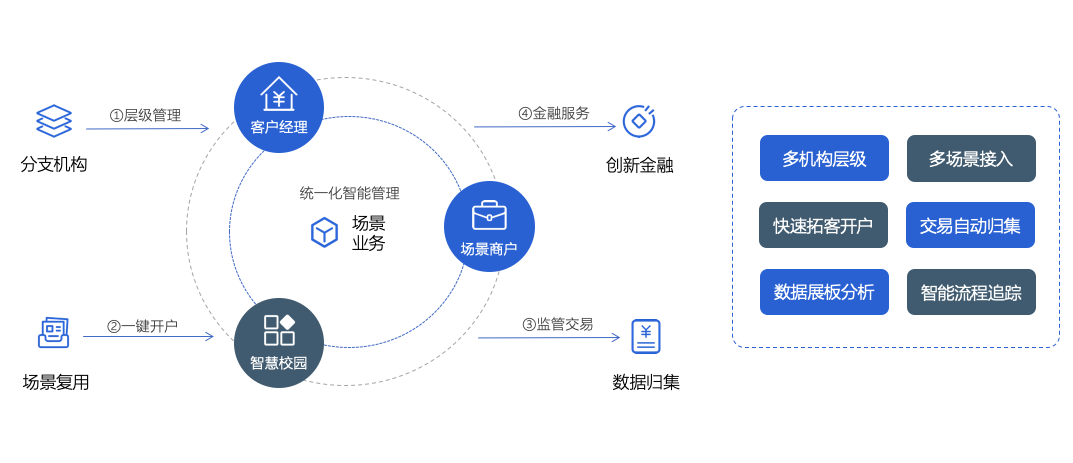 ①层级管理
分支机构
客户经理
④金融服务
创新金融
统一化智能管理
场景
业务
场景商户
②一键开户
场景复用
智慧校园
③监管交易
数据归集
多机构层级
多场景接入
快速拓客开户
交易自动归集
数据展板分析
智能流程追踪